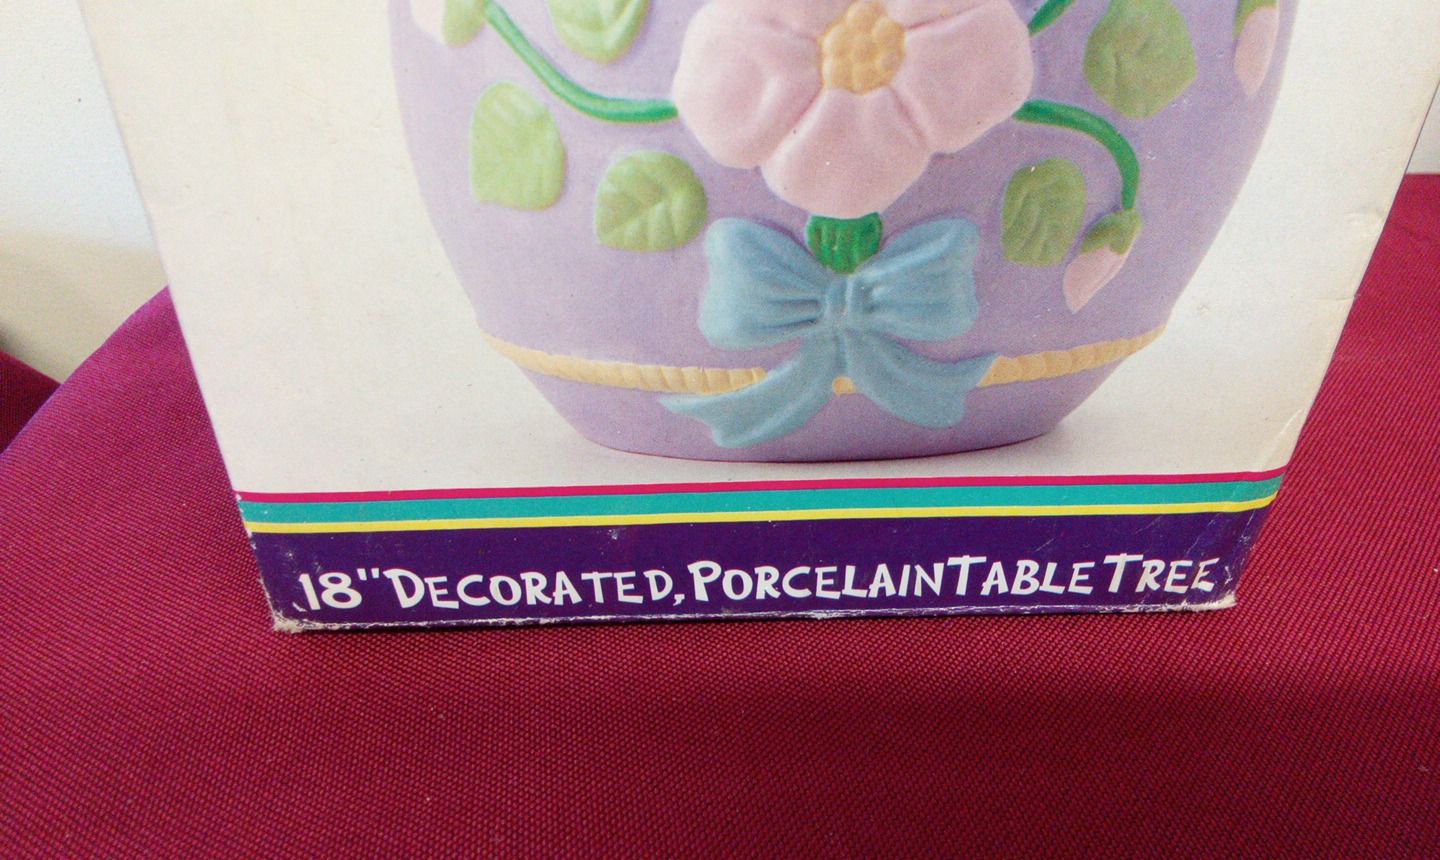 18" DECORATED, PORCELAIN TABLE TREE